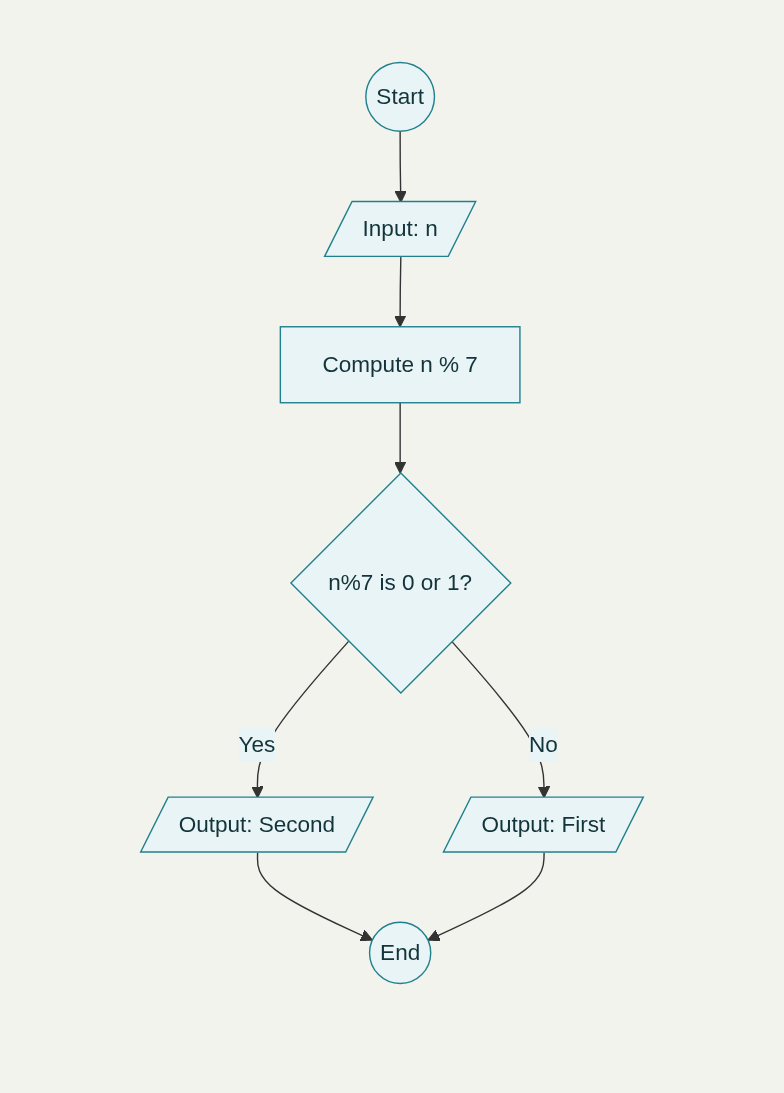 Start
Input: n
Compute n % 7
n%7 is 0 or 1?
Yes
No
Output: Second
Output: First
End